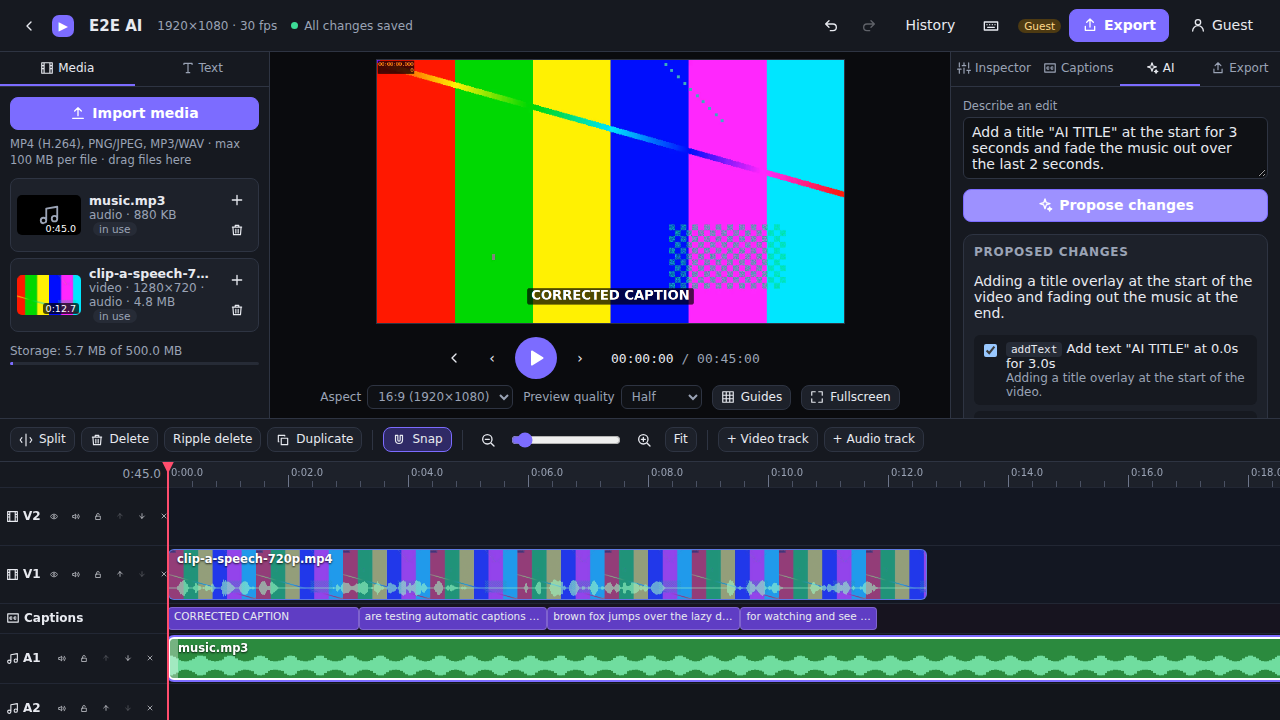 E2E AI
1920×1080 · 30 fps
All changes saved
History
Guest
Export
Guest
Media
Text
Import media
MP4 (H.264), PNG/JPEG, MP3/WAV · max
100 MB per file · drag files here
music.mp3
audio · 880 KB
in use
0:45.0
clip-a-speech-7…
video · 1280×720 ·
audio · 4.8 MB
in use
0:12.7
Storage: 5.7 MB of 500.0 MB
CORRECTED CAPTION
00:00:00 / 00:45:00
Aspect
16:9 (1920×1080)
Preview quality
Half
Guides
Fullscreen
Inspector
Captions
AI
Export
Describe an edit
Add a title "AI TITLE" at the start for 3
seconds and fade the music out over
the last 2 seconds.
Propose changes
PROPOSED CHANGES
Adding a title overlay at the start of the
video and fading out the music at the
end.
addText Add text "AI TITLE" at 0.0s
for 3.0s
Adding a title overlay at the start of the
video.
Split
Delete
Ripple delete
Duplicate
Snap
Fit
+ Video track
+ Audio track
0:45.0
0:00.0
0:02.0
0:04.0
0:06.0
0:08.0
0:10.0
0:12.0
0:14.0
0:16.0
0:18.0
V2
V1
clip-a-speech-720p.mp4
Captions
CORRECTED CAPTION
are testing automatic captions …
brown fox jumps over the lazy d…
for watching and see …
A1
music.mp3
A2